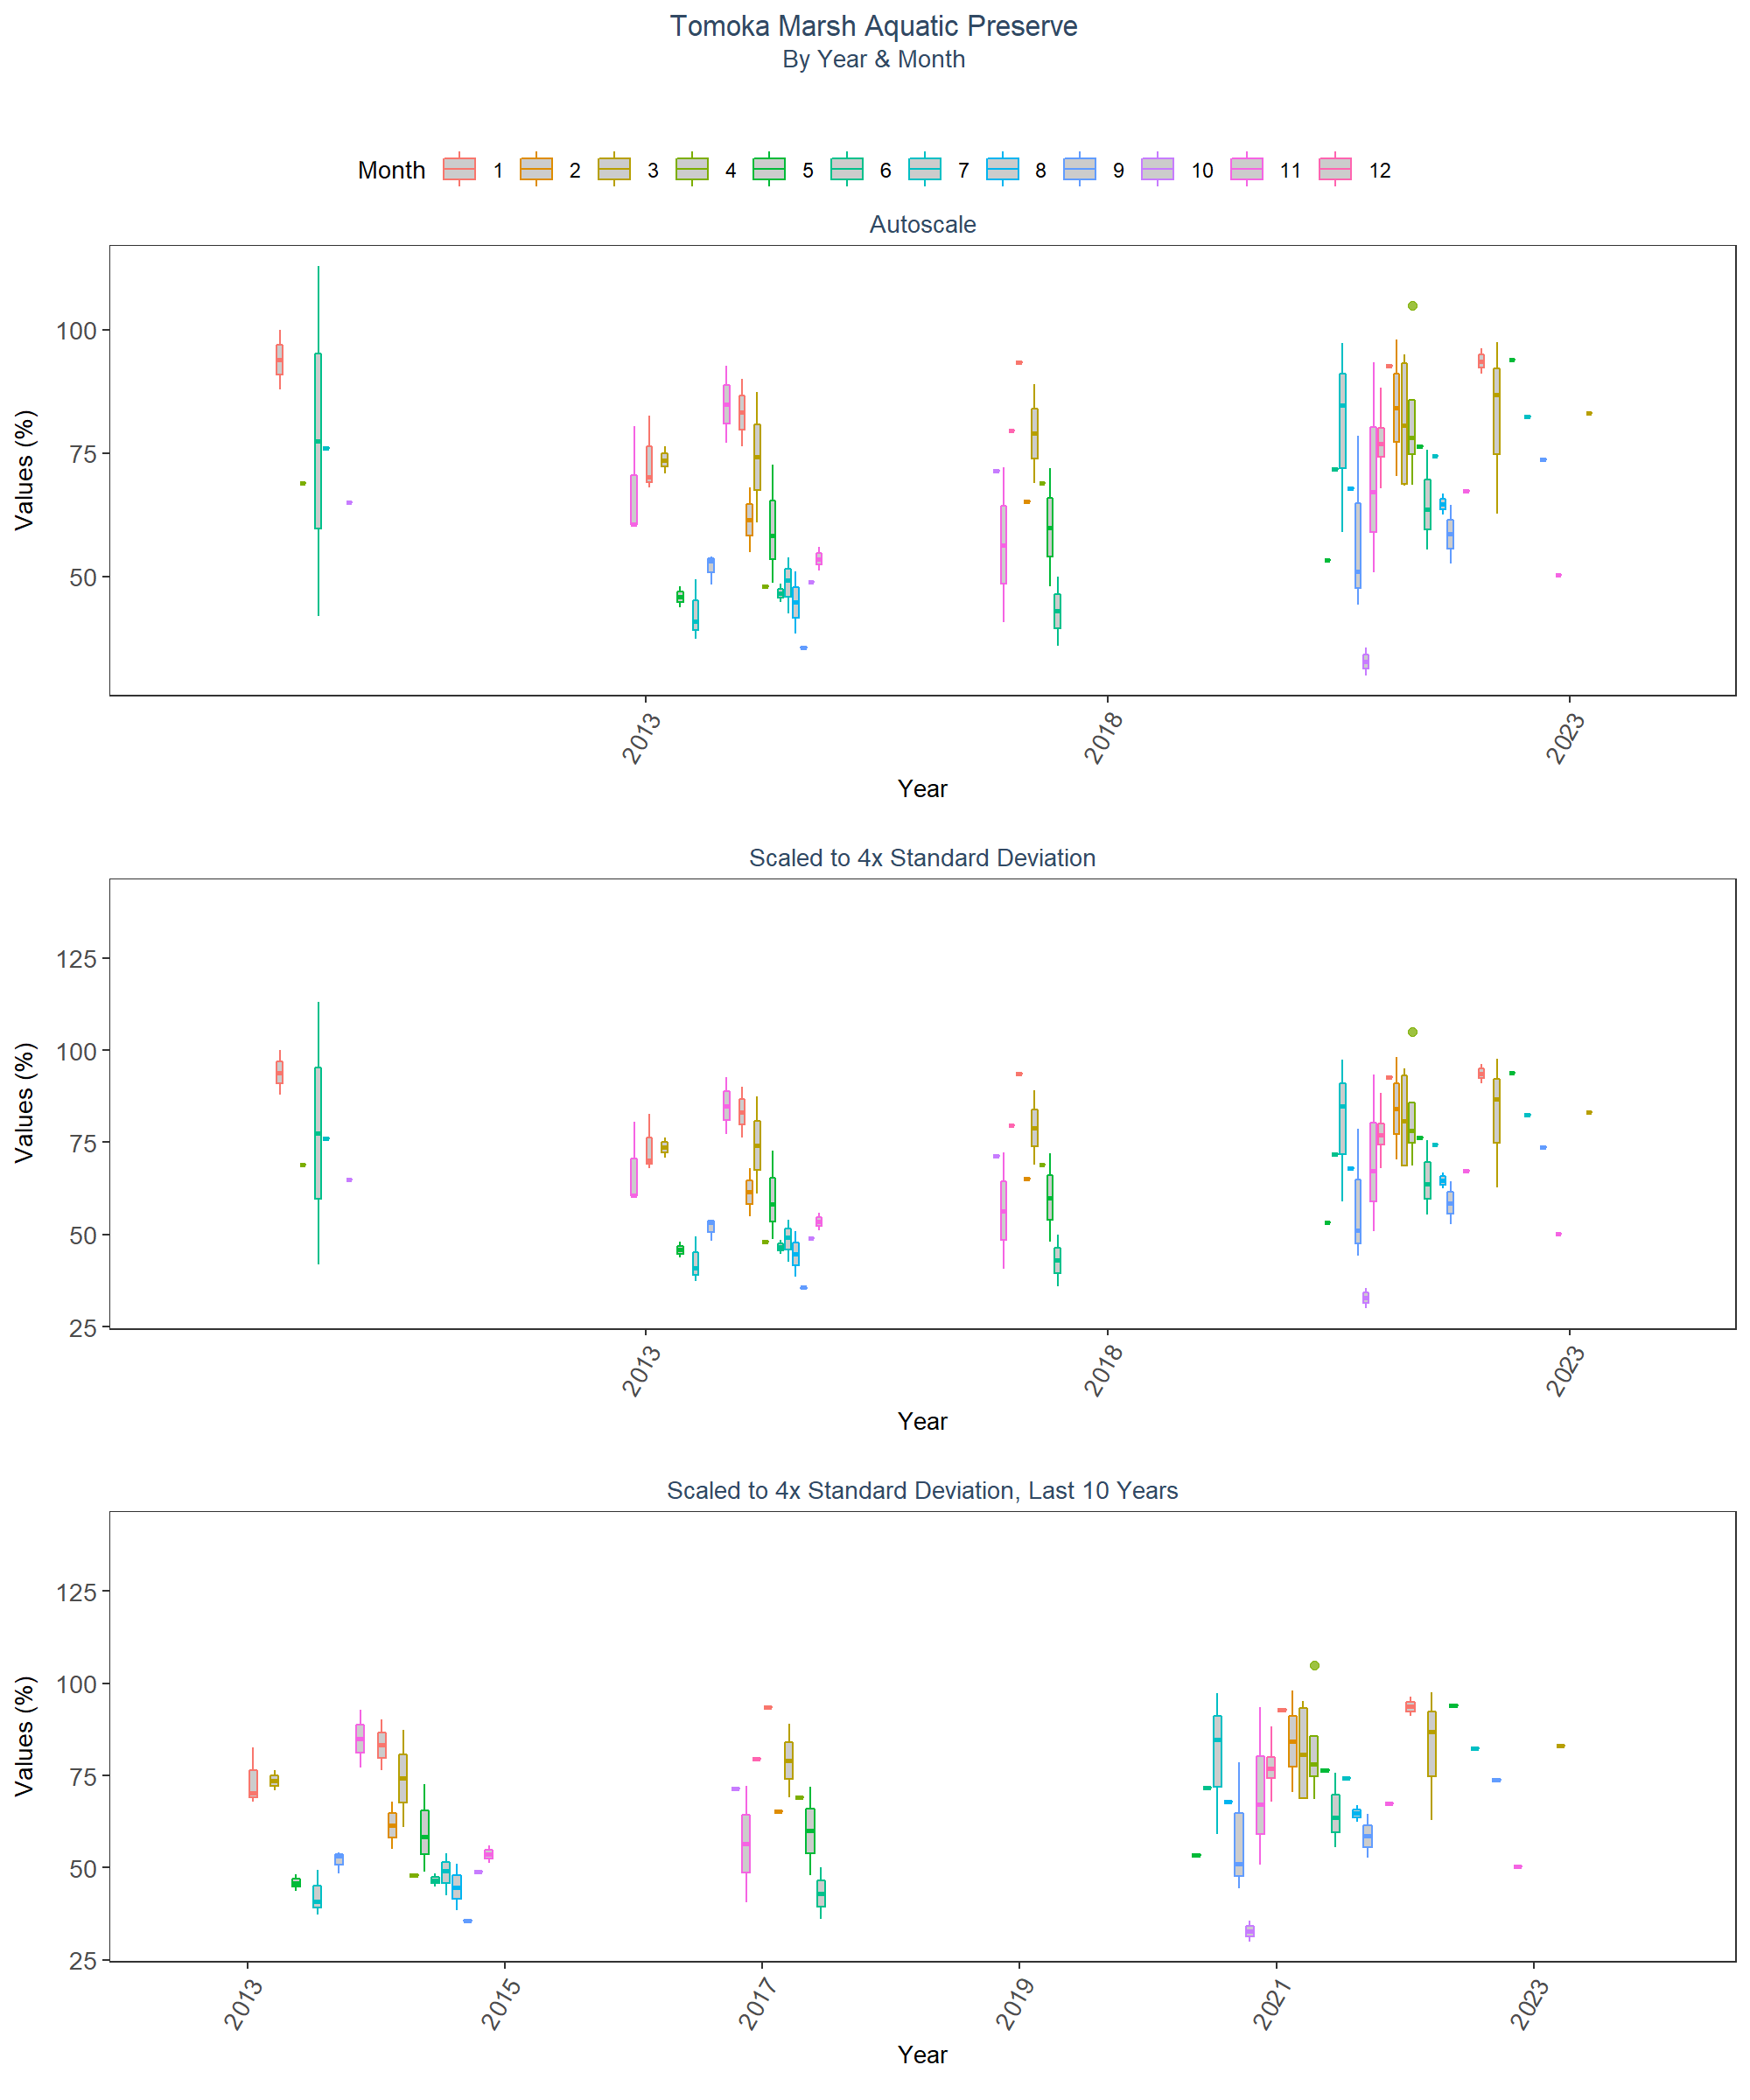 Tomoka Marsh Aquatic Preserve
By Year & Month
Month 1 2 3 4 5 6 7 8 9 10 11 12
Autoscale
Values (%)
100
75
50
2013 2018 2023
Year
Scaled to 4x Standard Deviation
Values (%)
125
100
75
50
25
2013 2018 2023
Year
Scaled to 4x Standard Deviation, Last 10 Years
Values (%)
125
100
75
50
25
2013 2015 2017 2019 2021 2023
Year